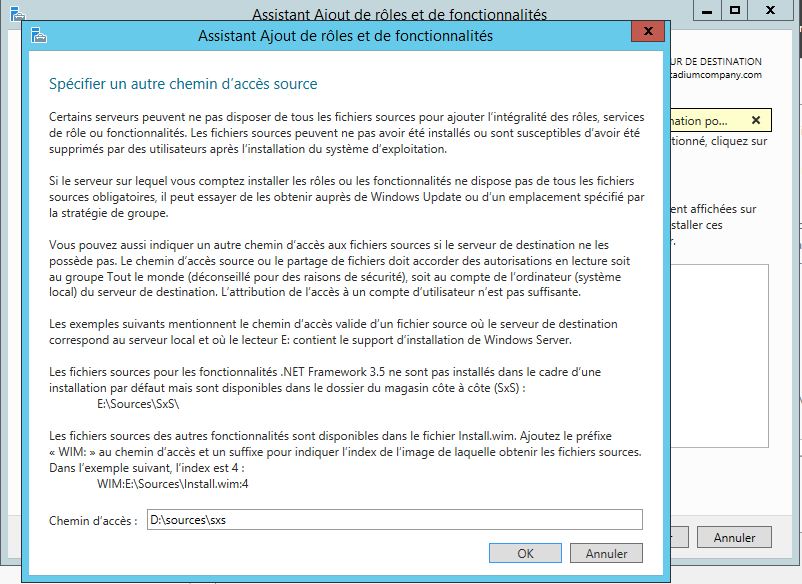 Assistant Ajout de rôles et de fonctionnalités
Assistant Ajout de rôles et de fonctionnalités
UR DE DESTINATION
tadiumcompany.com
Spécifier un autre chemin d'accès source
Certains serveurs peuvent ne pas disposer de tous les fichiers sources pour ajouter l'intégralité des rôles, services
de rôle ou fonctionnalités. Les fichiers sources peuvent ne pas avoir été installés ou sont susceptibles d'avoir été
supprimés par des utilisateurs après l'installation du système d'exploitation.
nation po...
tionné, cliquez sur
Si le serveur sur lequel vous comptez installer les rôles ou les fonctionnalités ne dispose pas de tous les fichiers
sources obligatoires, il peut essayer de les obtenir auprès de Windows Update ou d'un emplacement spécifié par
la stratégie de groupe.
ent affichées sur
staller ces
r.
Vous pouvez aussi indiquer un autre chemin d'accès aux fichiers sources si le serveur de destination ne les
possède pas. Le chemin d'accès source ou le partage de fichiers doit accorder des autorisations en lecture soit
au groupe Tout le monde (déconseillé pour des raisons de sécurité), soit au compte de l'ordinateur (système
local) du serveur de destination. L'attribution de l'accès à un compte d'utilisateur n'est pas suffisante.
Les exemples suivants mentionnent le chemin d'accès valide d'un fichier source où le serveur de destination
correspond au serveur local et où le lecteur E: contient le support d'installation de Windows Server.
Les fichiers sources pour les fonctionnalités .NET Framework 3.5 ne sont pas installés dans le cadre d'une
installation par défaut mais sont disponibles dans le dossier du magasin côte à côte (SxS) :
E:\Sources\SxS\
Les fichiers sources des autres fonctionnalités sont disponibles dans le fichier Install.wim. Ajoutez le préfixe
« WIM: » au chemin d'accès et un suffixe pour indiquer l'index de l'image de laquelle obtenir les fichiers sources.
Dans l'exemple suivant, l'index est 4 :
WIM:E:\Sources\Install.wim:4
Chemin d'accès : D:\sources\sxs
OK Annuler
Annuler